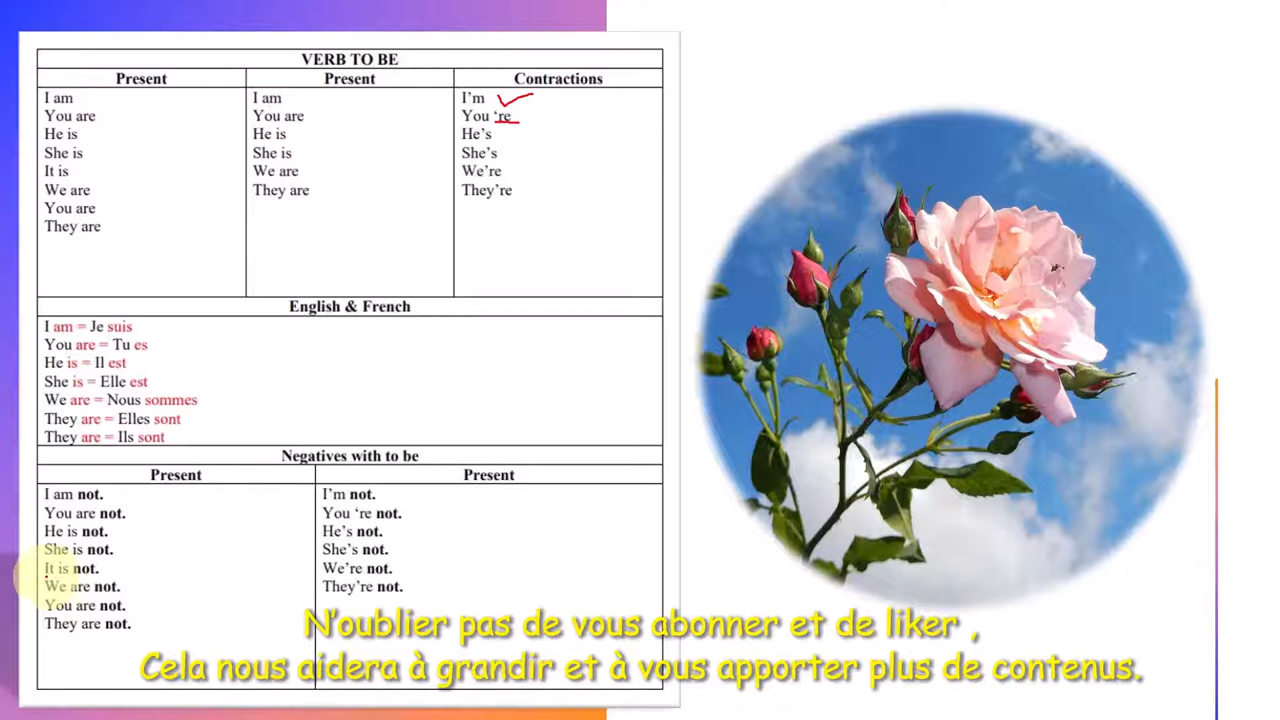 VERB TO BE
Present
I am
You are
He is
She is
It is
We are
You are
They are
Present
I am
You are
He is
She is
We are
They are
Contractions
I'm
You 're
He's
She's
We're
They're
English & French
I am = Je suis
You are = Tu es
He is = Il est
She is = Elle est
We are = Nous sommes
They are = Elles sont
They are = Ils sont
Negatives with to be
Present
I am not.
You are not.
He is not.
She is not.
It is not.
We are not.
You are not.
They are not.
Present
I'm not.
You 're not.
He's not.
She's not.
We're not.
They're not.
N'oublier pas de vous abonner et de liker ,
Cela nous aidera à grandir et à vous apporter plus de contenus.